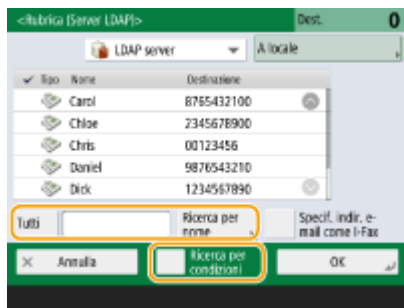 <Rubrica (Server LDAP)> Dest. 0
LDAP server A locale
Tipo Nome Destinazione
Carol 8765432100
Chloe 2345678900
Chris 00123456
Daniel 9876543210
Dick 1234567890
Tutti Ricerca per nome Specif. indir. e-mail come I-Fax
Annulla Ricerca per condizioni OK